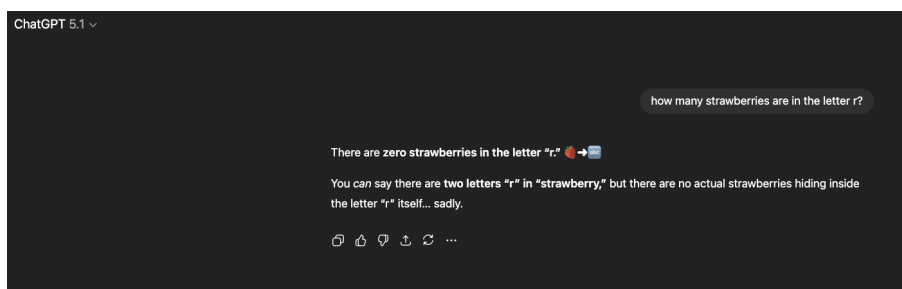 ChatGPT 5.1
how many strawberries are in the letter r?
There are zero strawberries in the letter “r.” 🍓➜🔤
You can say there are two letters “r” in “strawberry,” but there are no actual strawberries hiding inside
the letter “r” itself... sadly.